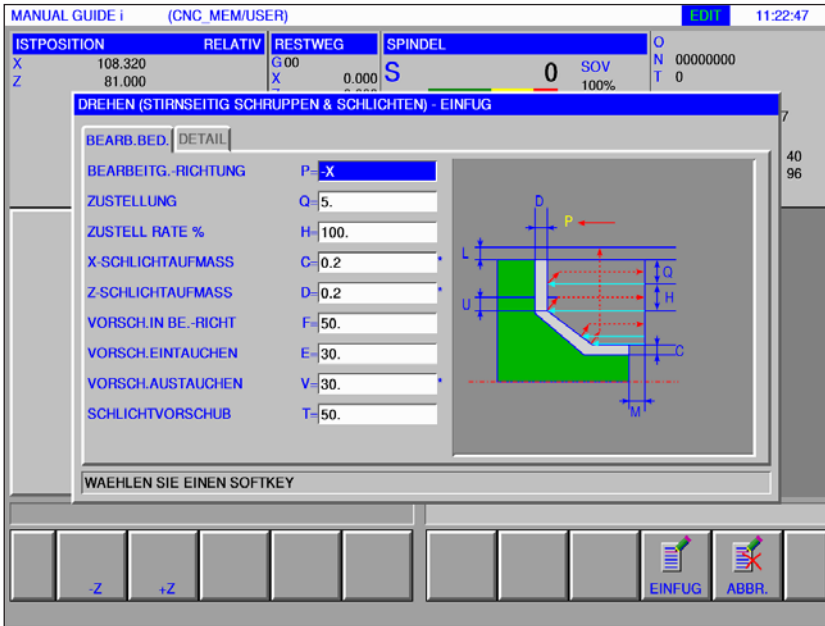 MANUAL GUIDE i (CNC_MEM/USER) EDIT 11:22:47
ISTPOSITION RELATIV RESTWEG SPINDEL O
X 108.320 G 00 S 0 SOV N 00000000
Z 81.000 X 0.000 100% T 0
DREHEN (STIRNSEITIG SCHRUPPEN & SCHLICHTEN) - EINFUG
7
40
96
BEARB.BED. DETAIL
BEARBEITG.-RICHTUNG P= -X
ZUSTELLUNG Q= 5.
ZUSTELL RATE % H= 100.
X-SCHLICHTAUFMASS C= 0.2 *
Z-SCHLICHTAUFMASS D= 0.2 *
VORSCH.IN BE.-RICHT F= 50.
VORSCH.EINTAUCHEN E= 30.
VORSCH.AUSTAUCHEN V= 30. *
SCHLICHTVORSCHUB T= 50.
D
P
L
Q
U
H
C
M
WAEHLEN SIE EINEN SOFTKEY
-Z +Z EINFUG ABBR.